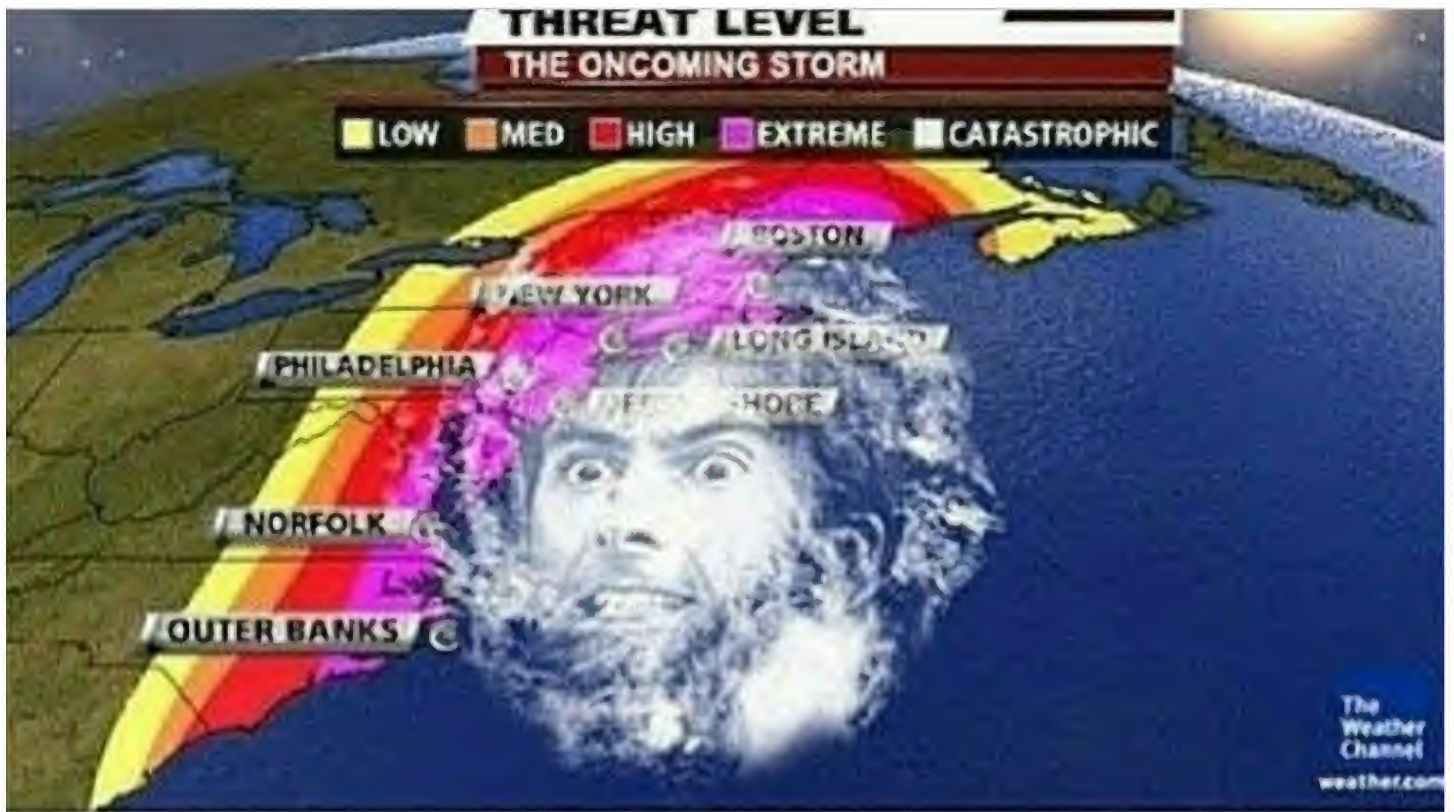 THREAT LEVEL
THE ONCOMING STORM
LOW MED HIGH EXTREME CATASTROPHIC
BOSTON
NEW YORK
LONG ISLAND
PHILADELPHIA
NORFOLK
OUTER BANKS
The
Weather
Channel
weather.com